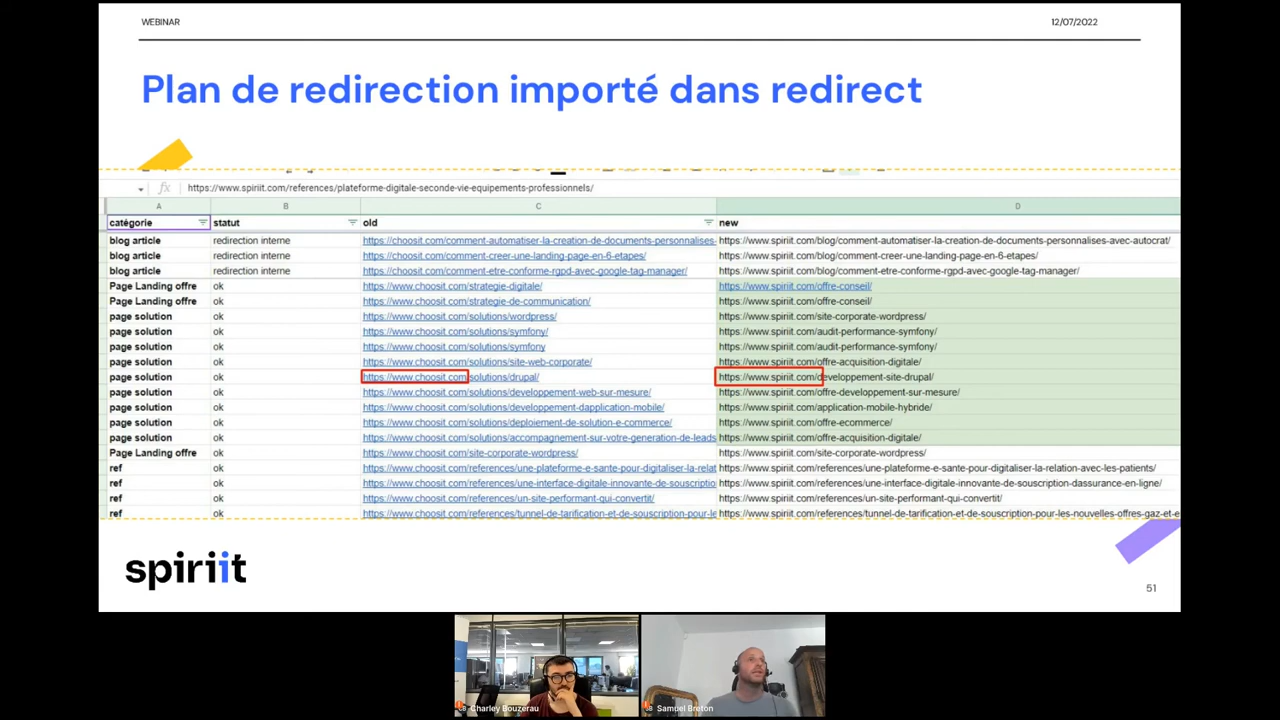 WEBINAR 12/07/2022
Plan de redirection importé dans redirect
fx https://www.spiriit.com/references/plateforme-digitale-seconde-vie-equipements-professionnels/
A B C D
catégorie statut old new
blog article redirection interne https://choosit.com/comment-automatiser-la-creation-de-documents-personnalises- https://www.spiriit.com/blog/comment-automatiser-la-creation-de-documents-personnalises-avec-autocrat/
blog article redirection interne https://choosit.com/comment-creer-une-landing-page-en-6-etapes/ https://www.spiriit.com/blog/comment-creer-une-landing-page-en-6-etapes/
blog article redirection interne https://choosit.com/comment-etre-conforme-rgpd-avec-google-tag-manager/ https://www.spiriit.com/blog/comment-etre-conforme-rgpd-avec-google-tag-manager/
Page Landing offre ok https://www.choosit.com/strategie-digitale/ https://www.spiriit.com/offre-conseil/
Page Landing offre ok https://www.choosit.com/strategie-de-communication/ https://www.spiriit.com/offre-conseil/
page solution ok https://www.choosit.com/solutions/wordpress/ https://www.spiriit.com/site-corporate-wordpress/
page solution ok https://www.choosit.com/solutions/symfony/ https://www.spiriit.com/audit-performance-symfony/
page solution ok https://www.choosit.com/solutions/symfony https://www.spiriit.com/audit-performance-symfony/
page solution ok https://www.choosit.com/solutions/site-web-corporate/ https://www.spiriit.com/offre-acquisition-digitale/
page solution ok https://www.choosit.com/solutions/drupal/ https://www.spiriit.com/developpement-site-drupal/
page solution ok https://www.choosit.com/solutions/developpement-web-sur-mesure/ https://www.spiriit.com/offre-developpement-sur-mesure/
page solution ok https://www.choosit.com/solutions/developpement-dapplication-mobile/ https://www.spiriit.com/application-mobile-hybride/
page solution ok https://www.choosit.com/solutions/deploiement-de-solution-e-commerce/ https://www.spiriit.com/offre-ecommerce/
page solution ok https://www.choosit.com/solutions/accompagnement-sur-votre-generation-de-leads https://www.spiriit.com/offre-acquisition-digitale/
Page Landing offre ok https://www.choosit.com/site-corporate-wordpress/ https://www.spiriit.com/site-corporate-wordpress/
ref ok https://www.choosit.com/references/une-plateforme-e-sante-pour-digitaliser-la-relat https://www.spiriit.com/references/une-plateforme-e-sante-pour-digitaliser-la-relation-avec-les-patients/
ref ok https://www.choosit.com/references/une-interface-digitale-innovante-de-souscriptio https://www.spiriit.com/references/une-interface-digitale-innovante-de-souscription-dassurance-en-ligne/
ref ok https://www.choosit.com/references/un-site-performant-qui-convertit/ https://www.spiriit.com/references/un-site-performant-qui-convertit/
ref ok https://www.choosit.com/references/tunnel-de-tarification-et-de-souscription-pour-le https://www.spiriit.com/references/tunnel-de-tarification-et-de-souscription-pour-les-nouvelles-offres-gaz-et-e
spiriit
51
Charley Bouzerau Samuel Breton